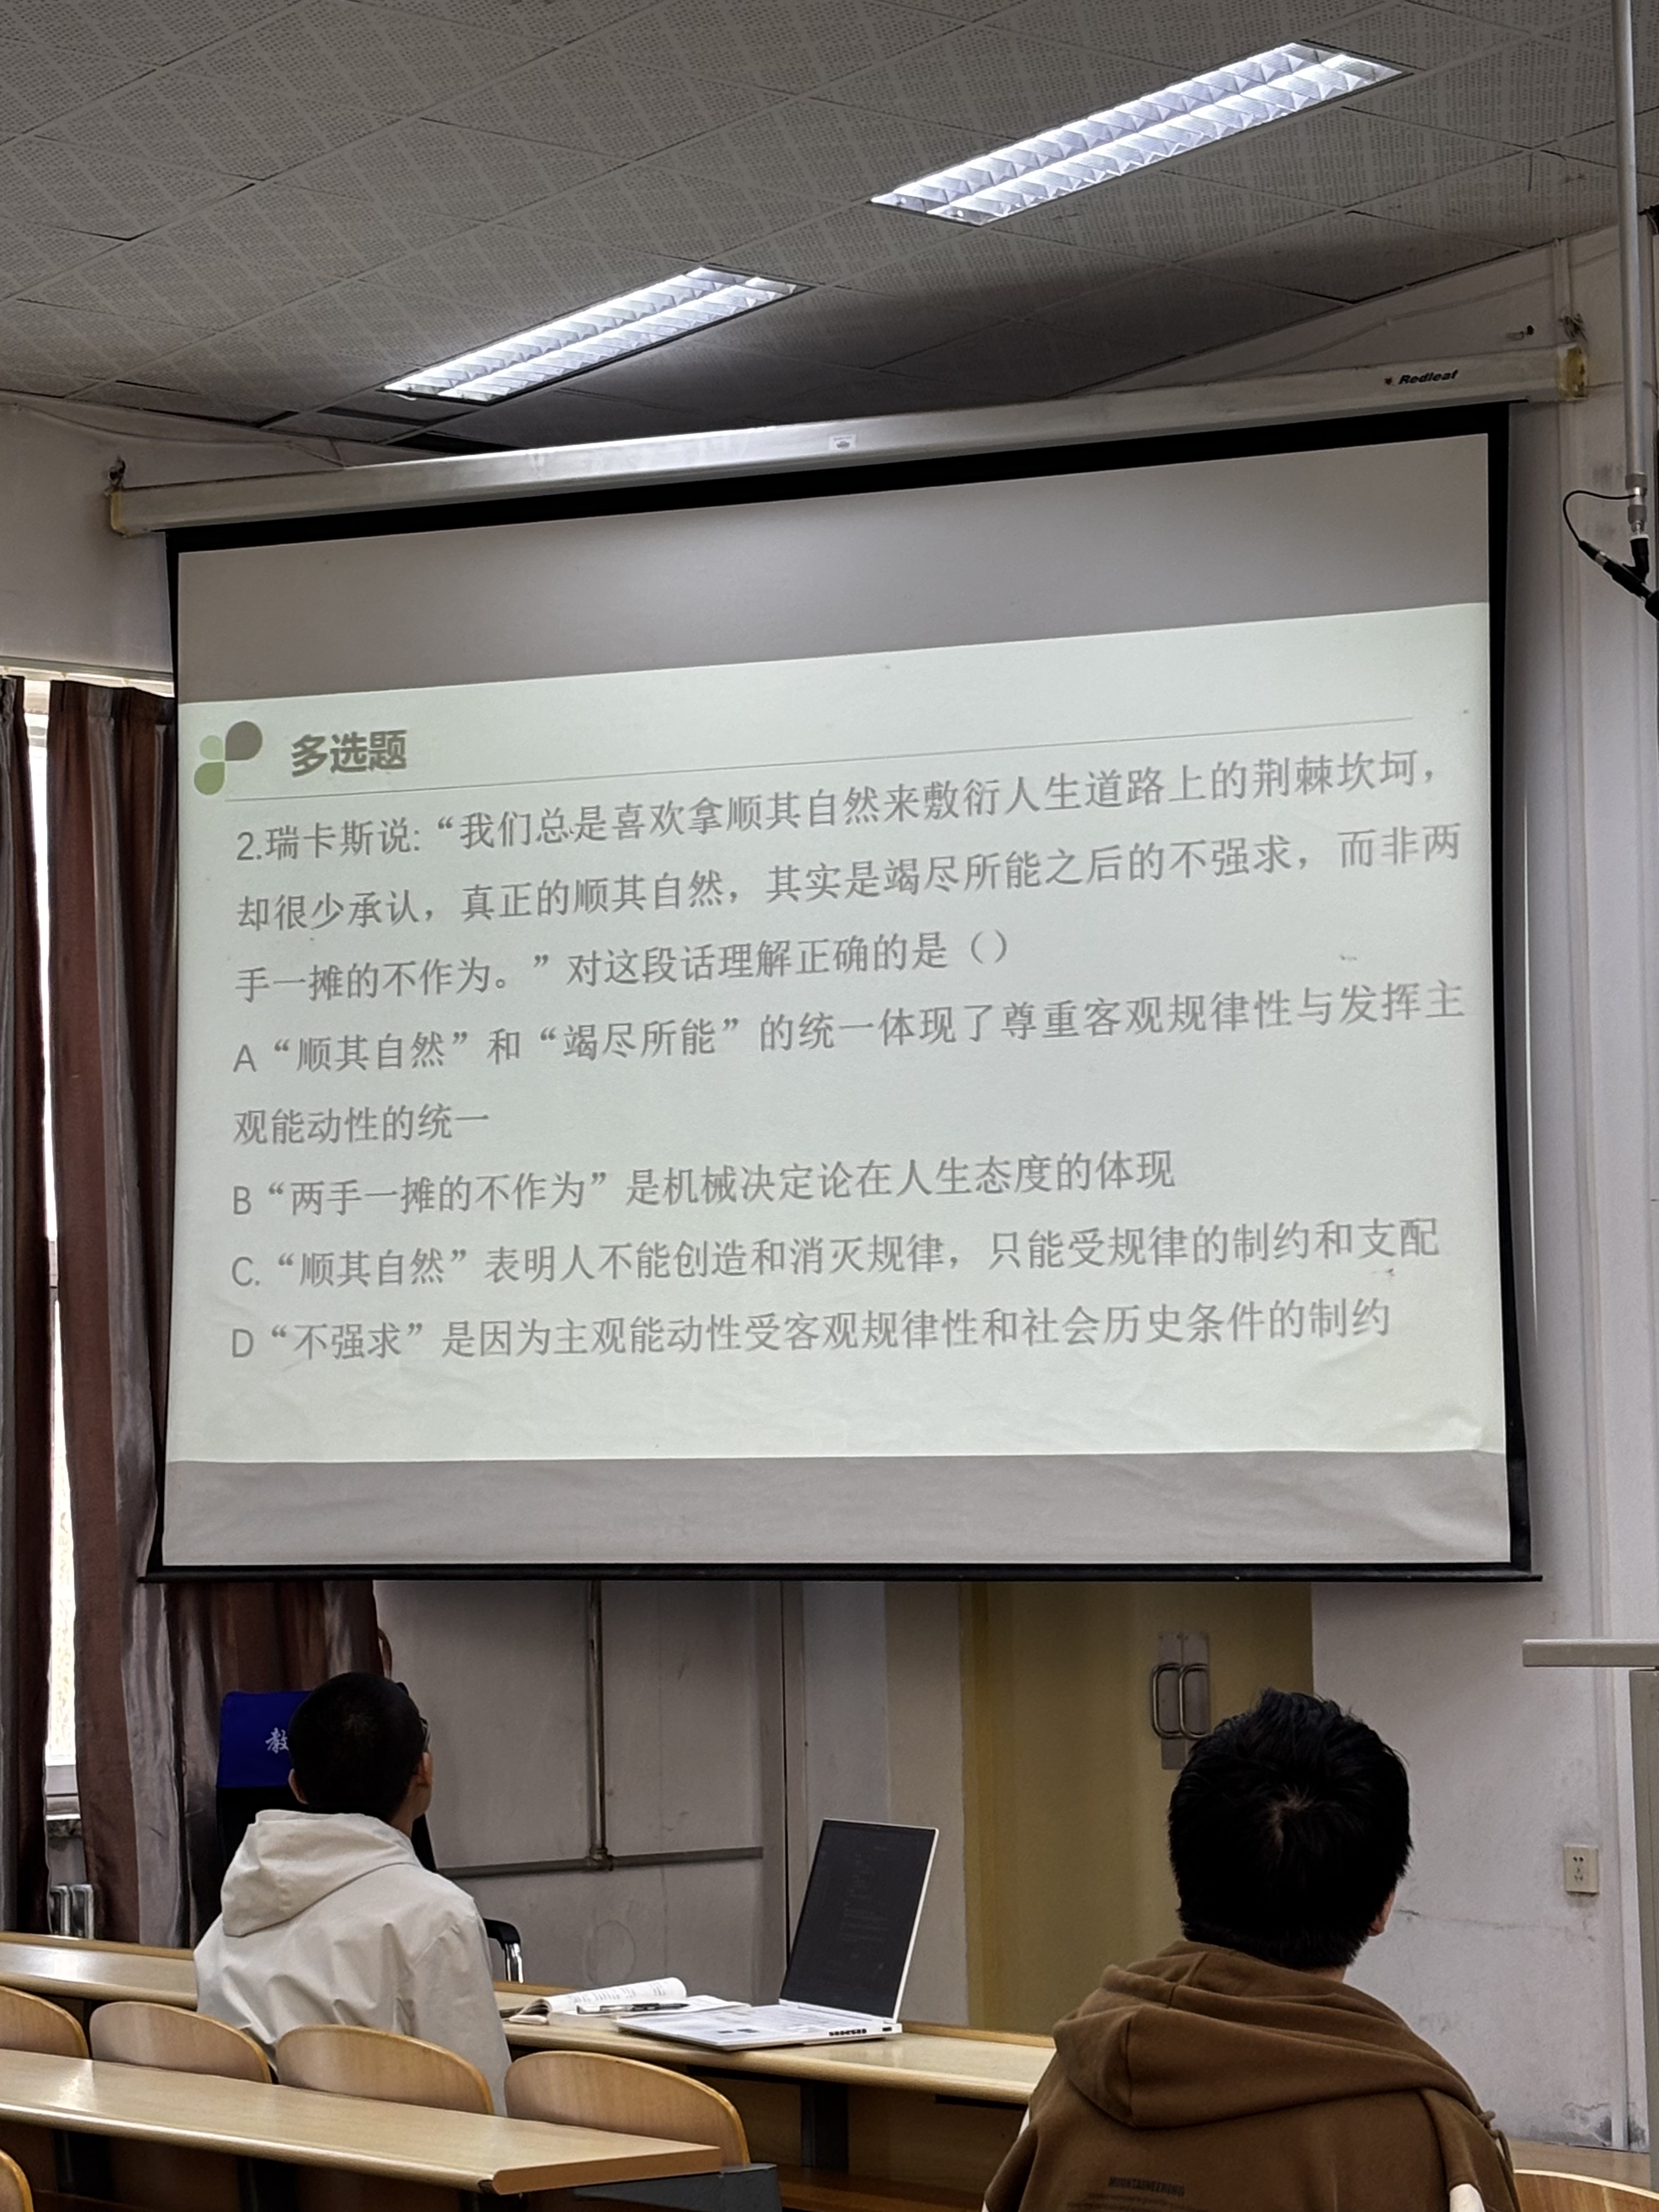 Redleaf
多选题
2.瑞卡斯说:“我们总是喜欢拿顺其自然来敷衍人生道路上的荆棘坎坷，
却很少承认，真正的顺其自然，其实是竭尽所能之后的不强求，而非两
手一摊的不作为。”对这段话理解正确的是（）
A“顺其自然”和“竭尽所能”的统一体现了尊重客观规律性与发挥主
观能动性的统一
B“两手一摊的不作为”是机械决定论在人生态度的体现
C.“顺其自然”表明人不能创造和消灭规律，只能受规律的制约和支配
D“不强求”是因为主观能动性受客观规律性和社会历史条件的制约
教
MOUNTAINEERING